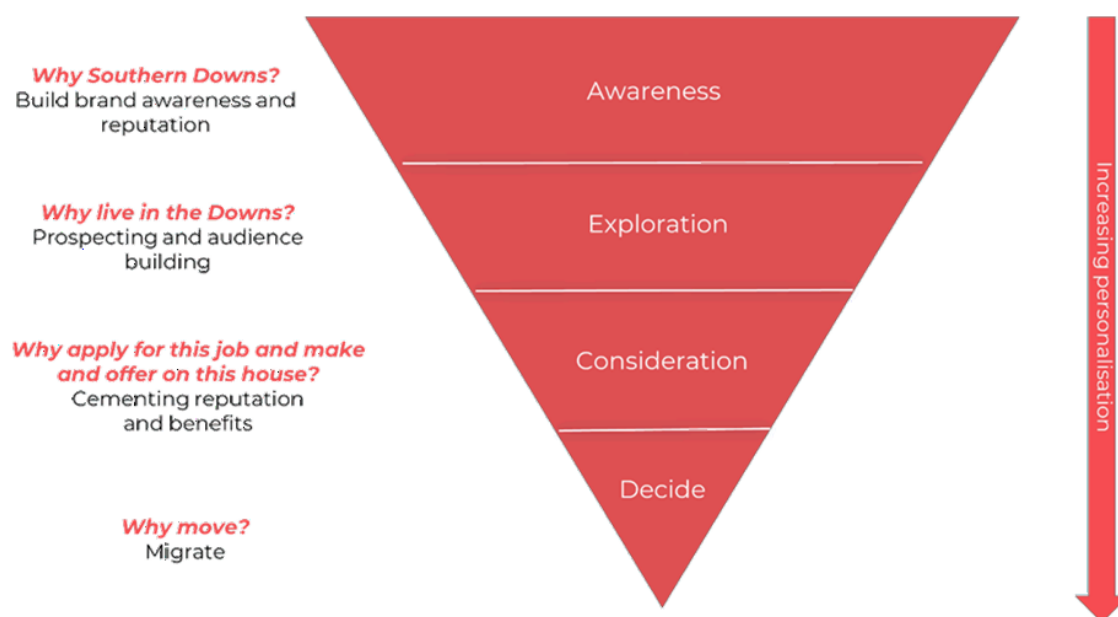 Why Southern Downs?
Build brand awareness and
reputation
Awareness
Why live in the Downs?
Prospecting and audience
building
Exploration
Why apply for this job and make
and offer on this house?
Cementing reputation
and benefits
Consideration
Why move?
Migrate
Decide
Increasing personalisation